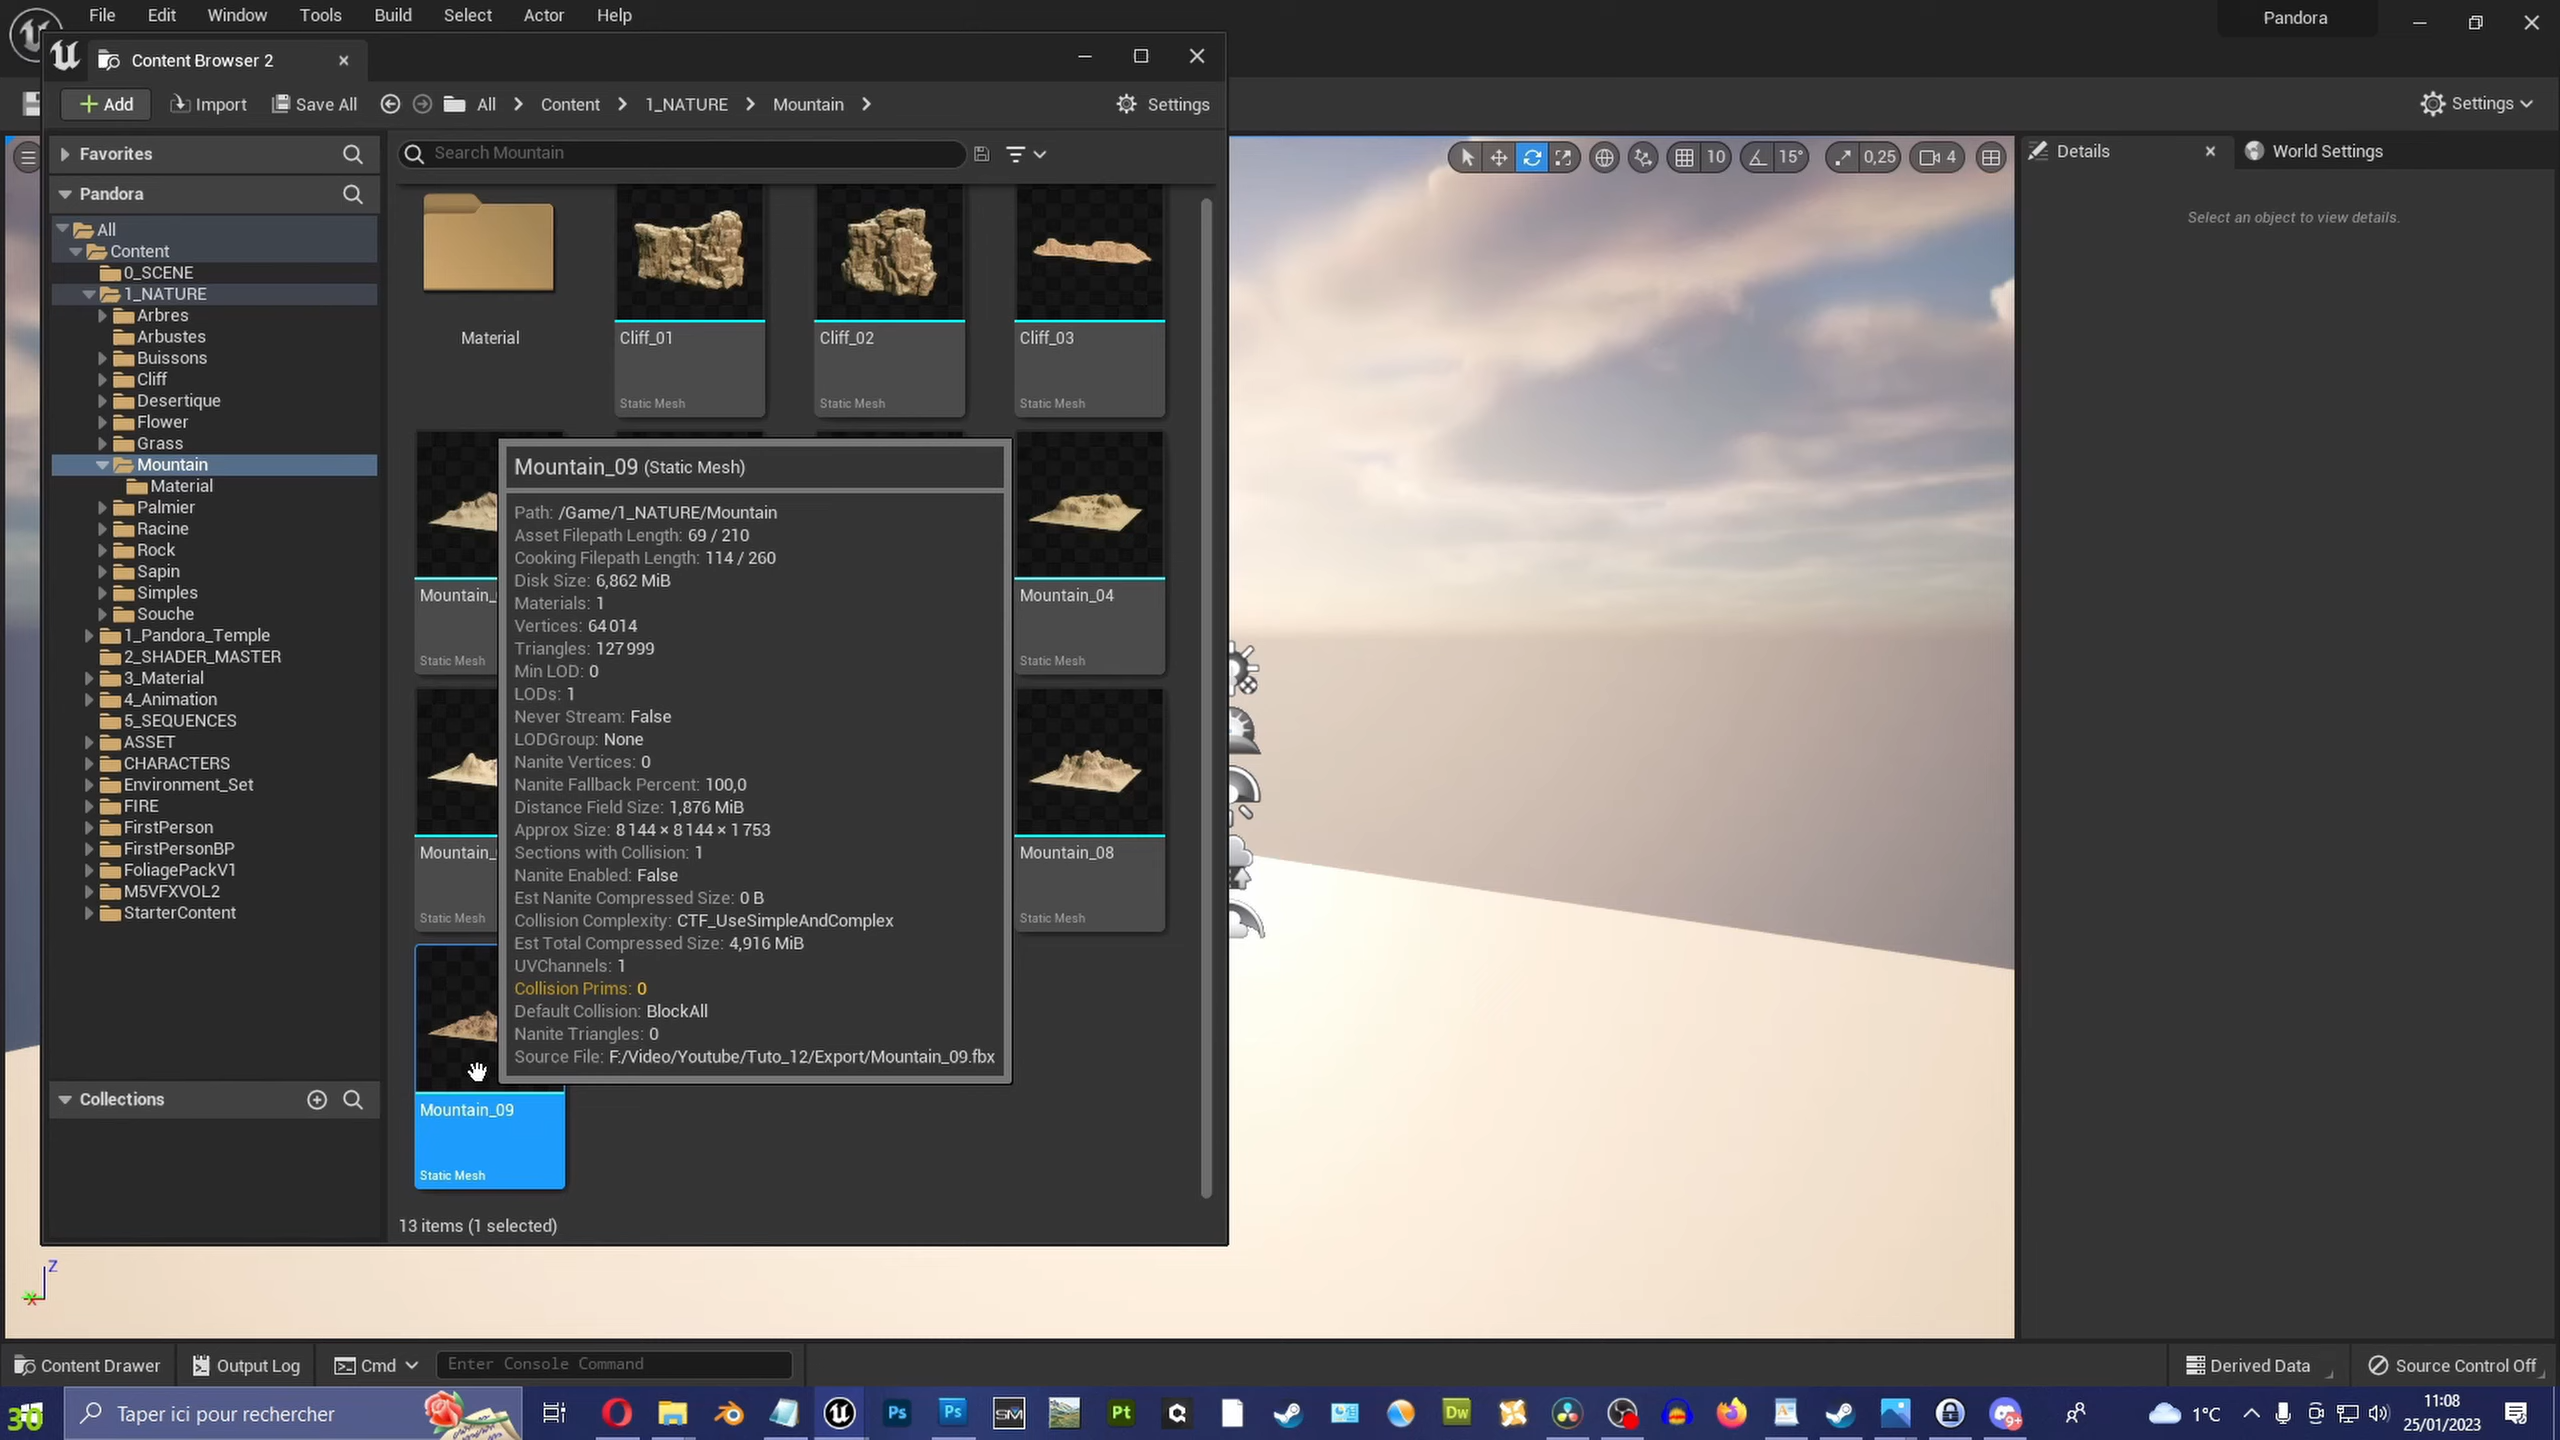 File Edit Window Tools Build Select Actor Help
Pandora
Content Browser 2
Add Import Save All All Content 1_NATURE Mountain Settings
Settings
Favorites
Search Mountain
10 15° 0,25 4
Details World Settings
Select an object to view details.
Pandora
All
Content
0_SCENE
1_NATURE
Arbres
Arbustes
Buissons
Cliff
Desertique
Flower
Grass
Mountain
Material
Palmier
Racine
Rock
Sapin
Simples
Souche
1_Pandora_Temple
2_SHADER_MASTER
3_Material
4_Animation
5_SEQUENCES
ASSET
CHARACTERS
Environment_Set
FIRE
FirstPerson
FirstPersonBP
FoliagePackV1
M5VFXVOL2
StarterContent
Collections
Material
Cliff_01
Static Mesh
Cliff_02
Static Mesh
Cliff_03
Static Mesh
Mountain_
Static Mesh
Mountain_04
Static Mesh
Mountain_
Static Mesh
Mountain_08
Static Mesh
Mountain_09 (Static Mesh)
Path: /Game/1_NATURE/Mountain
Asset Filepath Length: 69 / 210
Cooking Filepath Length: 114 / 260
Disk Size: 6,862 MiB
Materials: 1
Vertices: 64 014
Triangles: 127 999
Min LOD: 0
LODs: 1
Never Stream: False
LODGroup: None
Nanite Vertices: 0
Nanite Fallback Percent: 100,0
Distance Field Size: 1,876 MiB
Approx Size: 8 144 × 8 144 × 1 753
Sections with Collision: 1
Nanite Enabled: False
Est Nanite Compressed Size: 0 B
Collision Complexity: CTF_UseSimpleAndComplex
Est Total Compressed Size: 4,916 MiB
UVChannels: 1
Collision Prims: 0
Default Collision: BlockAll
Nanite Triangles: 0
Source File: F:/Video/Youtube/Tuto_12/Export/Mountain_09.fbx
Mountain_09
Static Mesh
13 items (1 selected)
Z
X
Content Drawer Output Log Cmd Enter Console Command Derived Data Source Control Off
30 Taper ici pour rechercher Ps Ps SM Pt Dw 9+ 1°C 11:08
25/01/2023